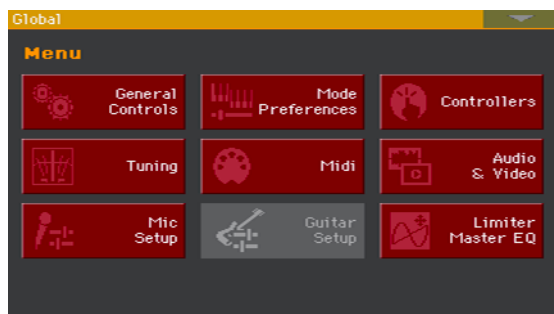 Global
Menu
General
Controls
Mode
Preferences
Controllers
Tuning
Midi
Audio
& Video
Mic
Setup
Guitar
Setup
Limiter
Master EQ